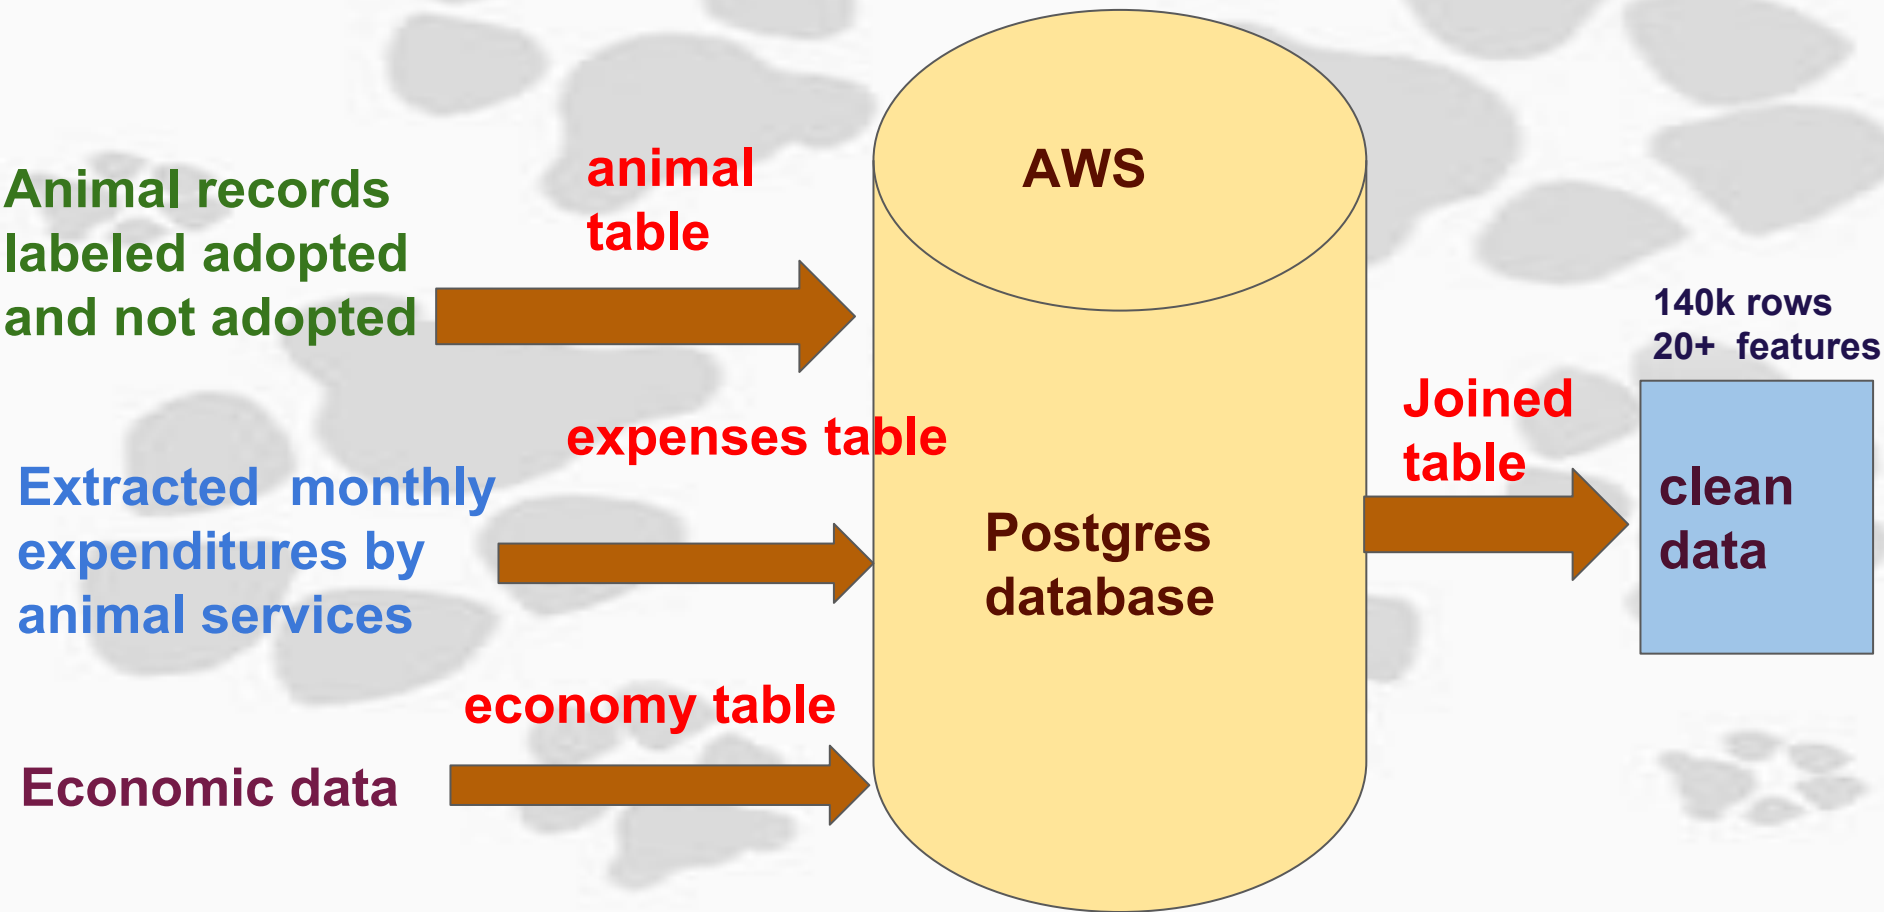 Animal records
labeled adopted
and not adopted
animal
table
Extracted  monthly
expenditures by
animal services
expenses table
Economic data
economy table
AWS
Postgres
database
Joined
table
140k rows
20+  features
clean
data